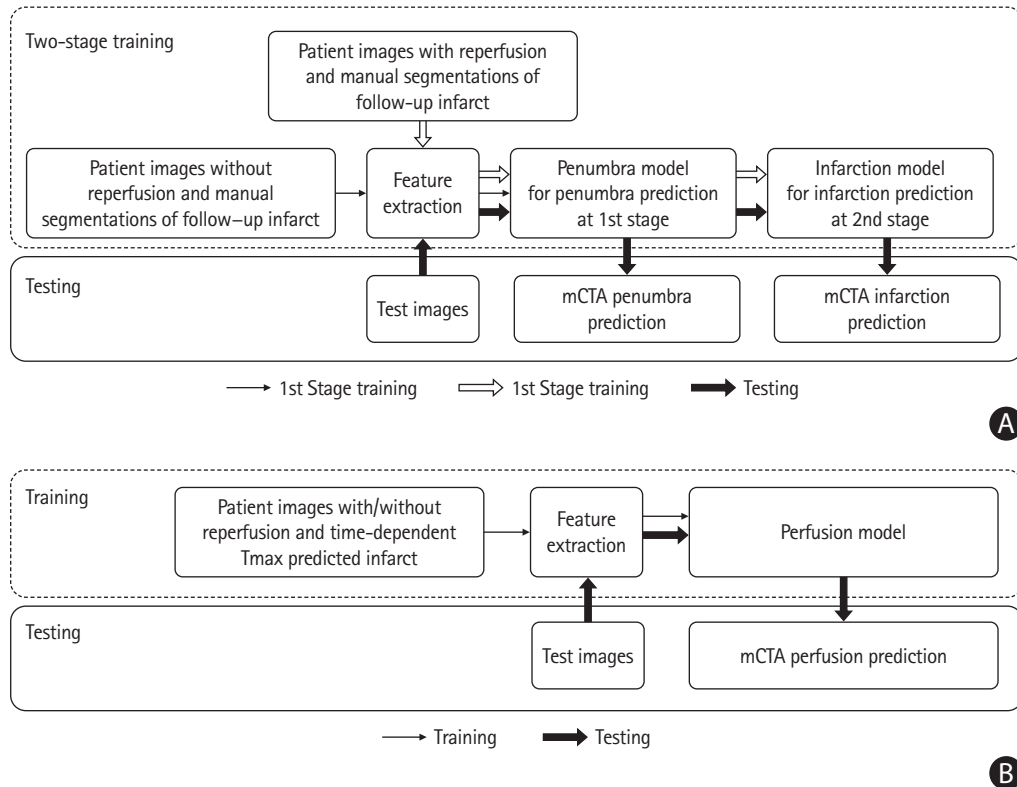 Two-stage training
Patient images with reperfusion
and manual segmentations of
follow-up infarct
Patient images without
reperfusion and manual
segmentations of follow–up infarct
Feature
extraction
Penumbra model
for penumbra prediction
at 1st stage
Infarction model
for infarction prediction
at 2nd stage
Testing
Test images
mCTA penumbra
prediction
mCTA infarction
prediction
1st Stage training
1st Stage training
Testing
A
Training
Patient images with/without
reperfusion and time-dependent
Tmax predicted infarct
Feature
extraction
Perfusion model
Testing
Test images
mCTA perfusion prediction
Training
Testing
B